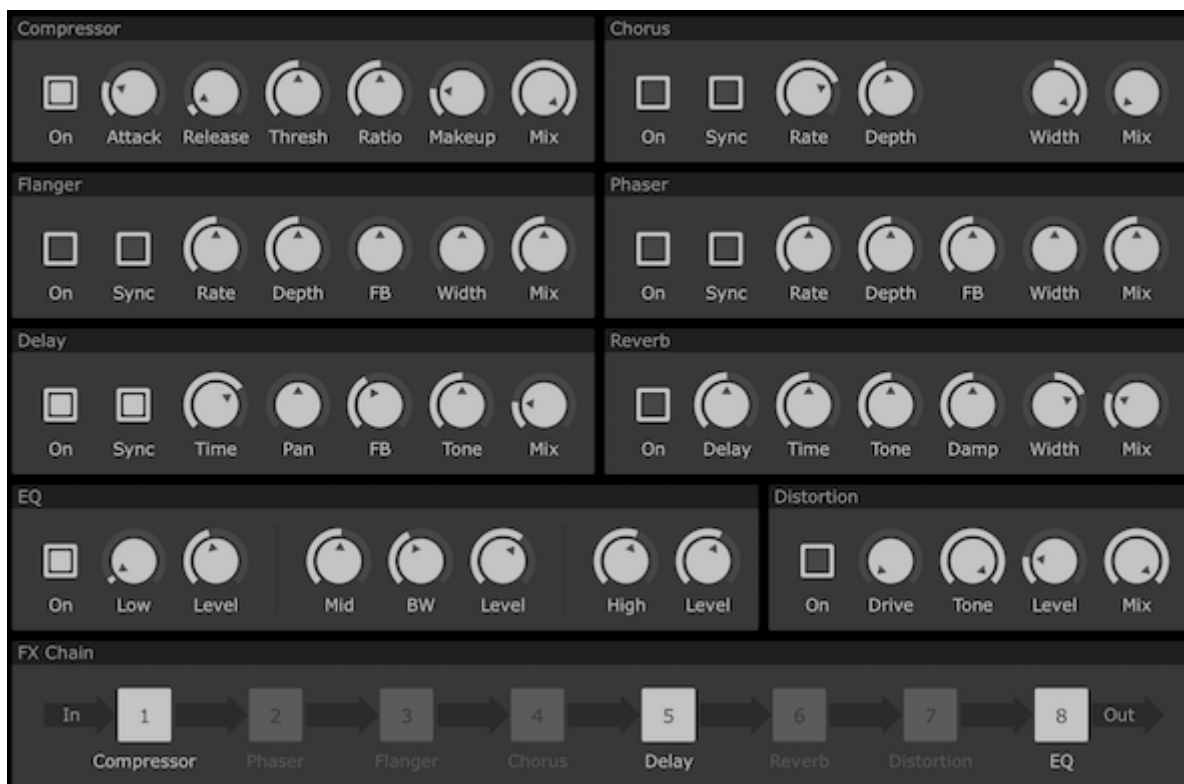 Compressor
On Attack Release Thresh Ratio Makeup Mix
Chorus
On Sync Rate Depth Width Mix
Flanger
On Sync Rate Depth FB Width Mix
Phaser
On Sync Rate Depth FB Width Mix
Delay
On Sync Time Pan FB Tone Mix
Reverb
On Delay Time Tone Damp Width Mix
EQ
On Low Level Mid BW Level High Level
Distortion
On Drive Tone Level Mix
FX Chain
In 1 2 3 4 5 6 7 8 Out
Compressor Phaser Flanger Chorus Delay Reverb Distortion EQ